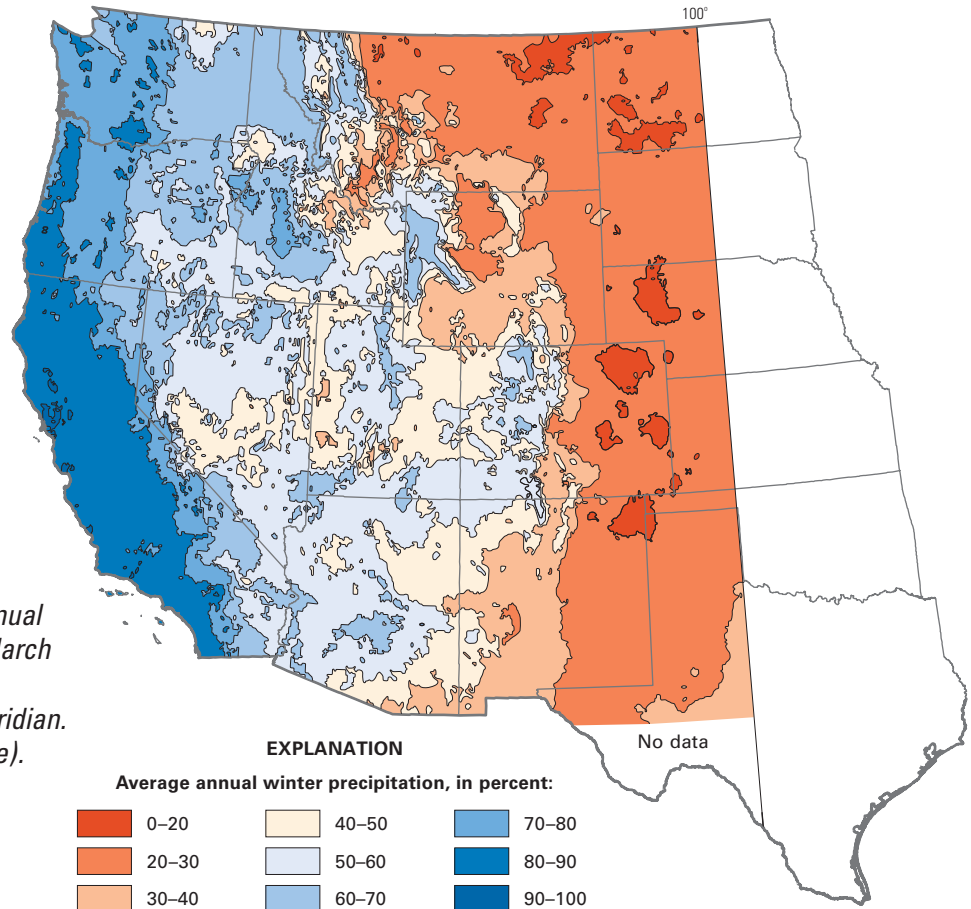 100°
nual
arch
ridian.
e).
No data
EXPLANATION
Average annual winter precipitation, in percent:
0–20
40–50
70–80
20–30
50–60
80–90
30–40
60–70
90–100